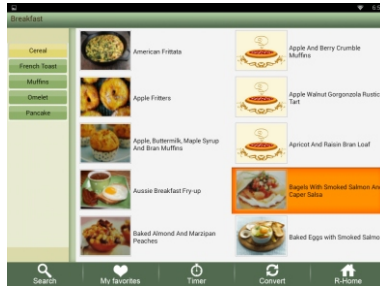 Breakfast
Cereal
French Toast
Muffins
Omelet
Pancake
American Frittata
Apple And Berry Crumble
Muffins
Apple Fritters
Apple Walnut Gorgonzola Rustic
Tart
Apple, Buttermilk, Maple Syrup
And Bran Muffins
Apricot And Raisin Bran Loaf
Aussie Breakfast Fry-up
Bagels With Smoked Salmon And
Caper Salsa
Baked Almond And Marzipan
Peaches
Baked Eggs with Smoked Salmo
Search
My favorites
Timer
Convert
R-Home